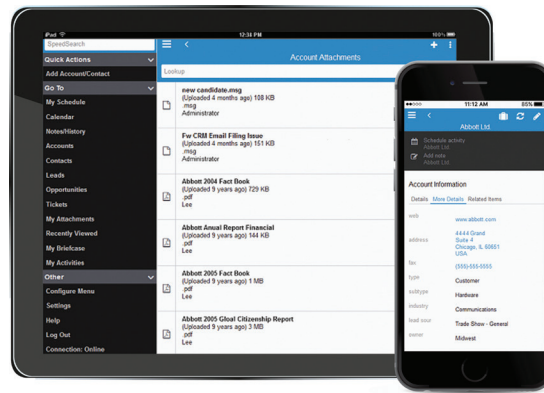 iPad
12:34 PM
100%
SpeedSearch
Quick Actions
Add Account/Contact
Go To
My Schedule
Calendar
Notes/History
Accounts
Contacts
Leads
Opportunities
Tickets
My Attachments
Recently Viewed
My Briefcase
My Activities
Other
Configure Menu
Settings
Help
Log Out
Connection: Online
Account Attachments
Lookup
new candidate.msg
(Uploaded 4 months ago) 108 KB
.msg
Administrator
Fw CRM Email Filing Issue
(Uploaded 4 months ago) 151 KB
.msg
Administrator
Abbott 2004 Fact Book
(Uploaded 9 years ago) 729 KB
.pdf
Lee
Abbott Anual Report Financial
(Uploaded 9 years ago) 144 KB
.pdf
Lee
Abbott 2005 Fact Book
(Uploaded 9 years ago) 1 MB
.pdf
Lee
Abbott 2005 Gloal Citizenship Report
(Uploaded 9 years ago) 3 MB
.pdf
Lee
11:12 AM
85%
Abbott Ltd.
Schedule activity
Abbott Ltd.
Add note
Abbott Ltd.
Account Information
Details More Details Related Items
web www.abbott.com
address 4444 Grand
Suite 4
Chicago, IL 60651
USA
fax (555)-555-5555
type Customer
subtype Hardware
industry Communications
lead sour Trade Show - General
owner Midwest